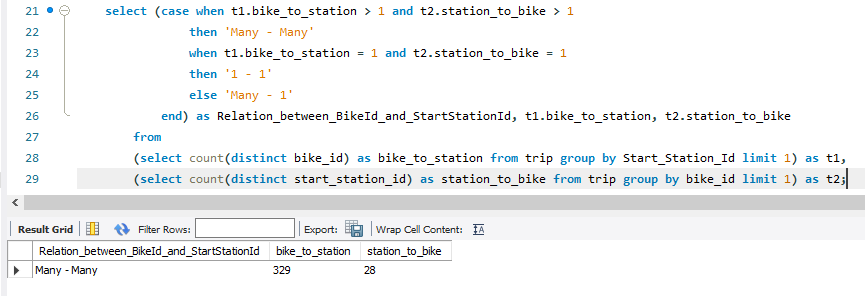 21 select (case when t1.bike_to_station > 1 and t2.station_to_bike > 1
22 then 'Many - Many'
23 when t1.bike_to_station = 1 and t2.station_to_bike = 1
24 then '1 - 1'
25 else 'Many - 1'
26 end) as Relation_between_BikeId_and_StartStationId, t1.bike_to_station, t2.station_to_bike
27 from
28 (select count(distinct bike_id) as bike_to_station from trip group by Start_Station_Id limit 1) as t1,
29 (select count(distinct start_station_id) as station_to_bike from trip group by bike_id limit 1) as t2;
Result Grid Filter Rows: Export: Wrap Cell Content: IA
Relation_between_BikeId_and_StartStationId bike_to_station station_to_bike
Many - Many 329 28